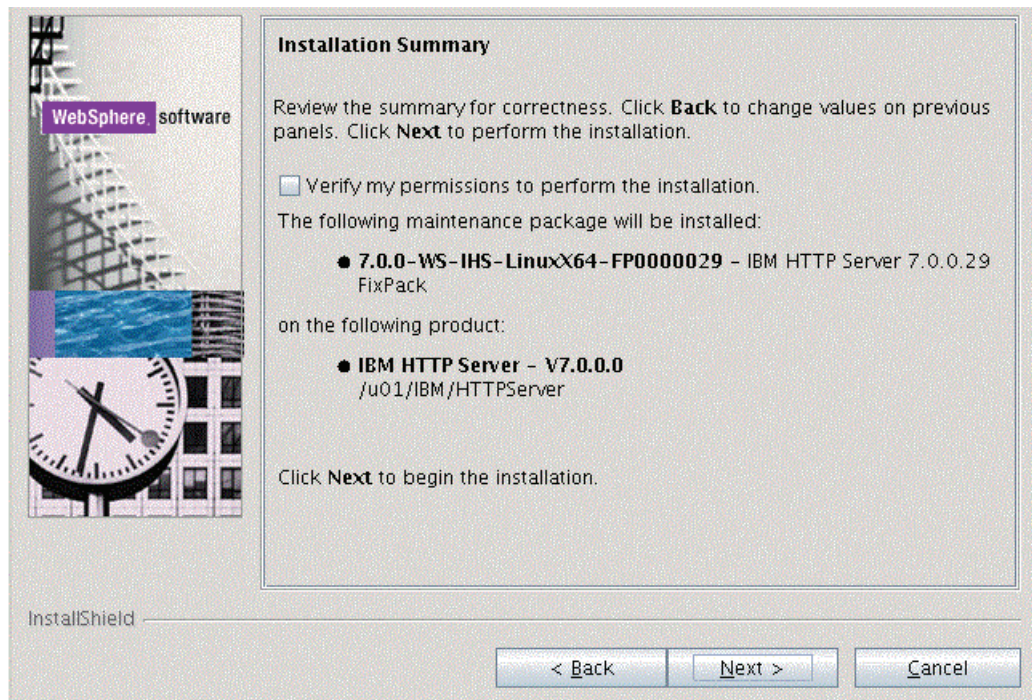 WebSphere. software
Installation Summary
Review the summary for correctness. Click Back to change values on previous
panels. Click Next to perform the installation.
Verify my permissions to perform the installation.
The following maintenance package will be installed:
● 7.0.0-WS-IHS-LinuxX64-FP0000029 - IBM HTTP Server 7.0.0.29
FixPack
on the following product:
● IBM HTTP Server - V7.0.0.0
/u01/IBM/HTTPServer
Click Next to begin the installation.
InstallShield
< Back
Next >
Cancel